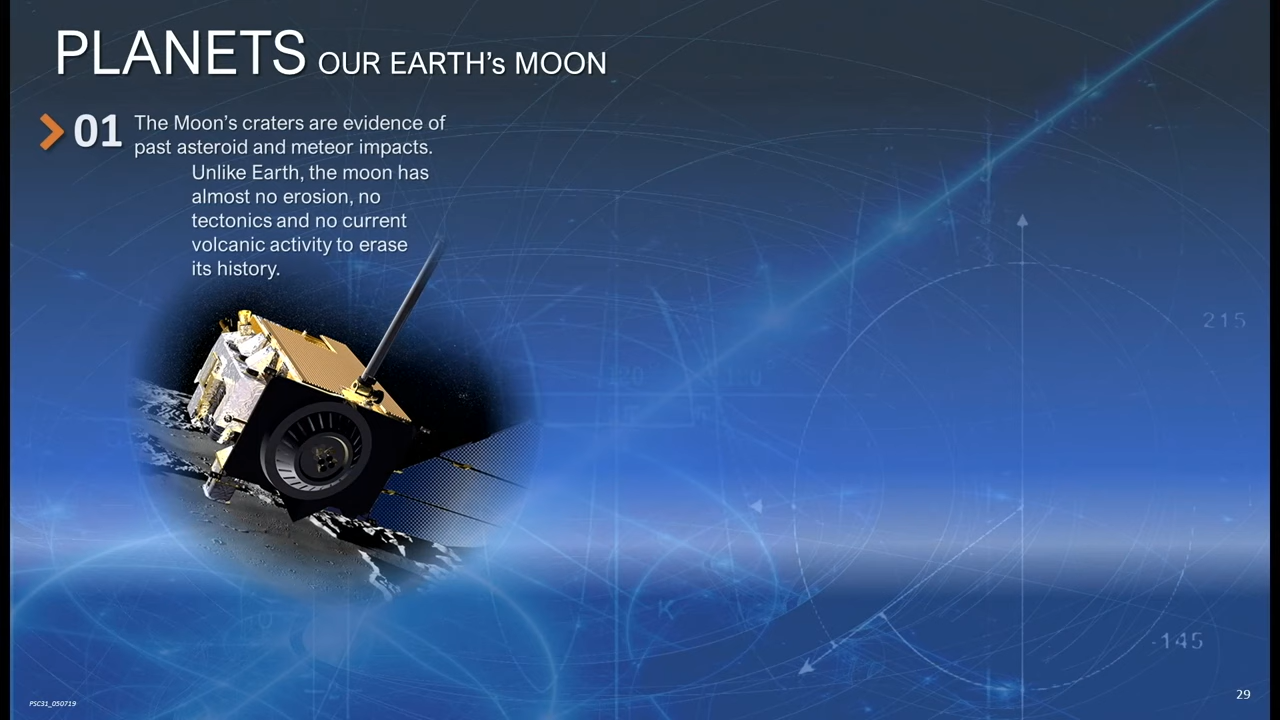 PLANETS OUR EARTH's MOON
01 The Moon's craters are evidence of
past asteroid and meteor impacts.
Unlike Earth, the moon has
almost no erosion, no
tectonics and no current
volcanic activity to erase
its history.
215
120°
K
-145
PSC31_050719
29